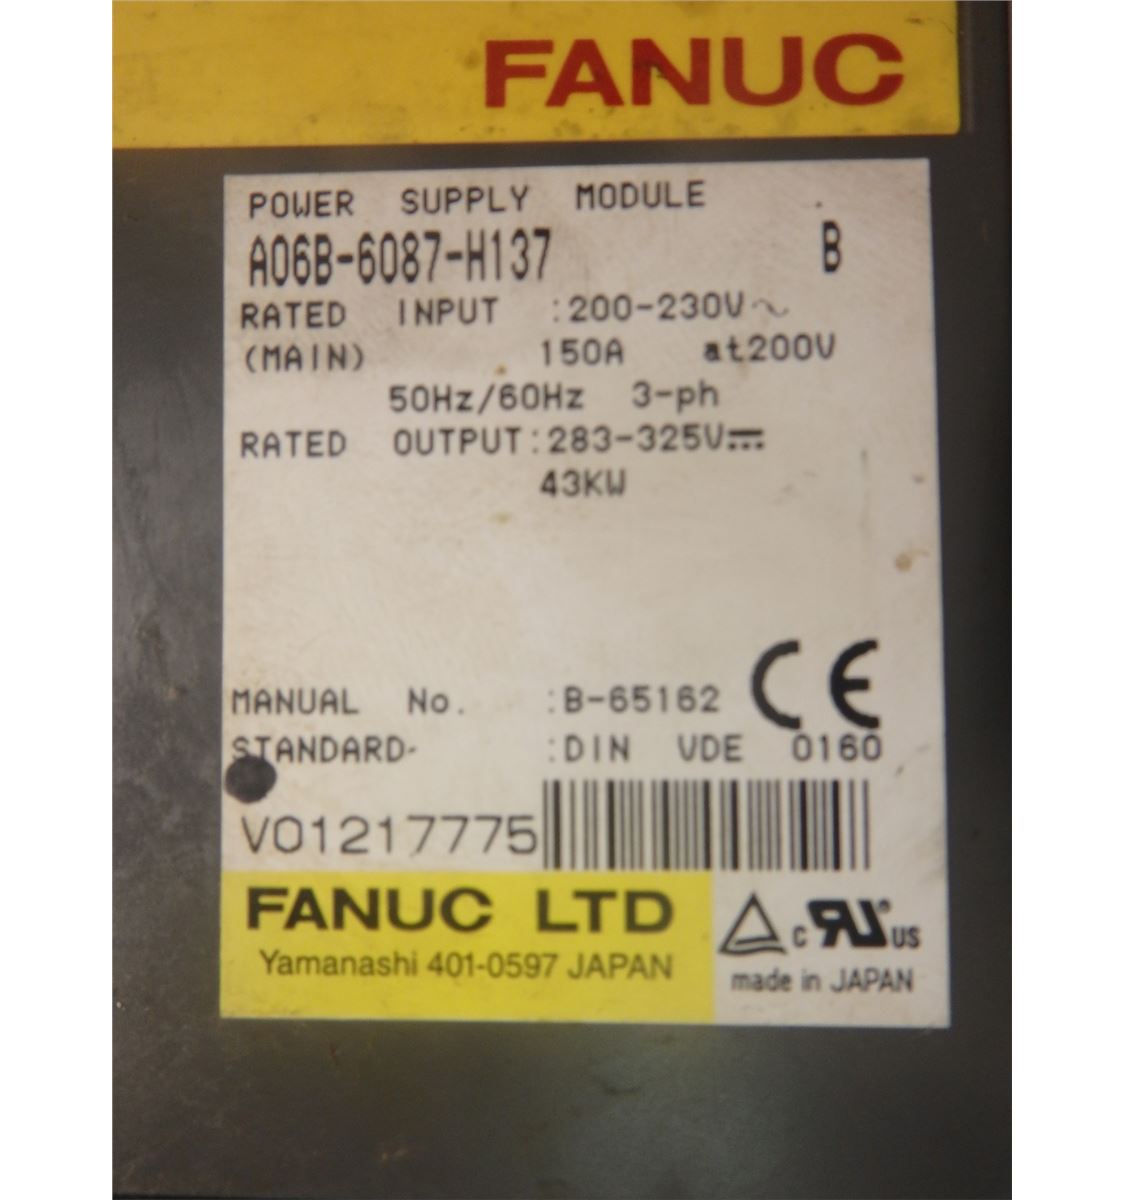 FANUC
POWER SUPPLY MODULE
A06B-6087-H137 B
RATED INPUT :200-230V~
(MAIN) 150A at200V
50Hz/60Hz 3-ph
RATED OUTPUT:283-325V⎓
43KW
CE
MANUAL No. :B-65162
STANDARD :DIN VDE 0160
V01217775
FANUC LTD
Yamanashi 401-0597 JAPAN
c RU® US
made in JAPAN